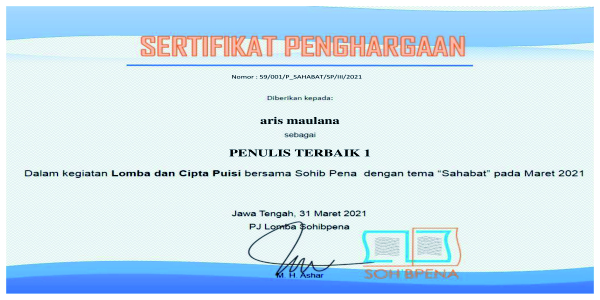 SERTIFIKAT PENGHARGAAN
Nomor : 59/001/P_SAHABAT/SP/III/2021
Diberikan kepada:
aris maulana
sebagai
PENULIS TERBAIK 1
Dalam kegiatan Lomba dan Cipta Puisi bersama Sohib Pena dengan tema “Sahabat” pada Maret 2021
Jawa Tengah, 31 Maret 2021
PJ Lomba Sohibpena
M. H. Ashar
SOHIBPENA